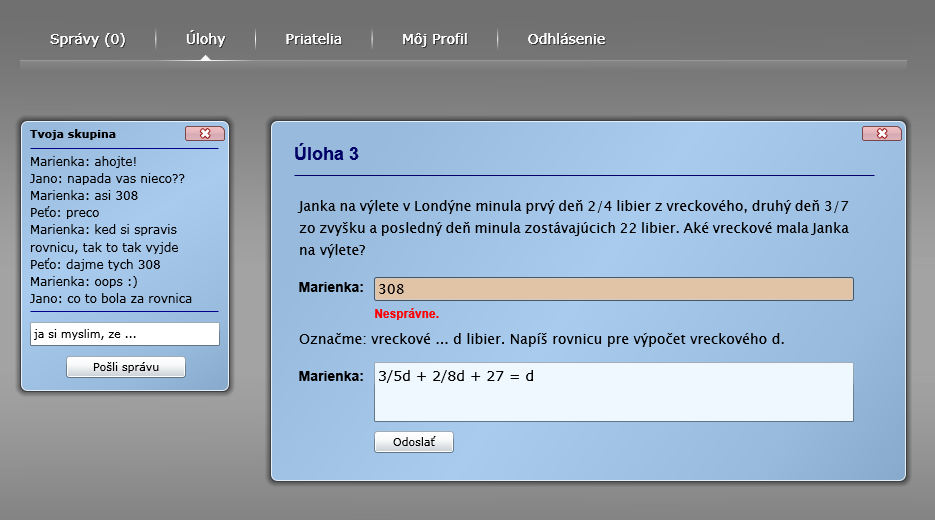 Správy (0)
Úlohy
Priatelia
Môj Profil
Odhlásenie
Tvoja skupina
Marienka: ahojte!
Jano: napada vas nieco??
Marienka: asi 308
Peťo: preco
Marienka: ked si spravis
rovnicu, tak to tak vyjde
Peťo: dajme tych 308
Marienka: oops :)
Jano: co to bola za rovnica
ja si myslim, ze ...
Pošli správu
Úloha 3
Janka na výlete v Londýne minula prvý deň 2/4 libier z vreckového, druhý deň 3/7
zo zvyšku a posledný deň minula zostávajúcich 22 libier. Aké vreckové mala Janka
na výlete?
Marienka:
308
Nesprávne.
Označme: vreckové ... d libier. Napíš rovnicu pre výpočet vreckového d.
Marienka:
3/5d + 2/8d + 27 = d
Odoslať